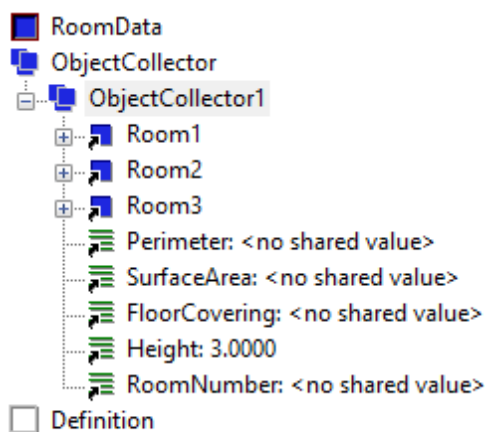 RoomData
ObjectCollector
ObjectCollector1
Room1
Room2
Room3
Perimeter: <no shared value>
SurfaceArea: <no shared value>
FloorCovering: <no shared value>
Height: 3.0000
RoomNumber: <no shared value>
Definition